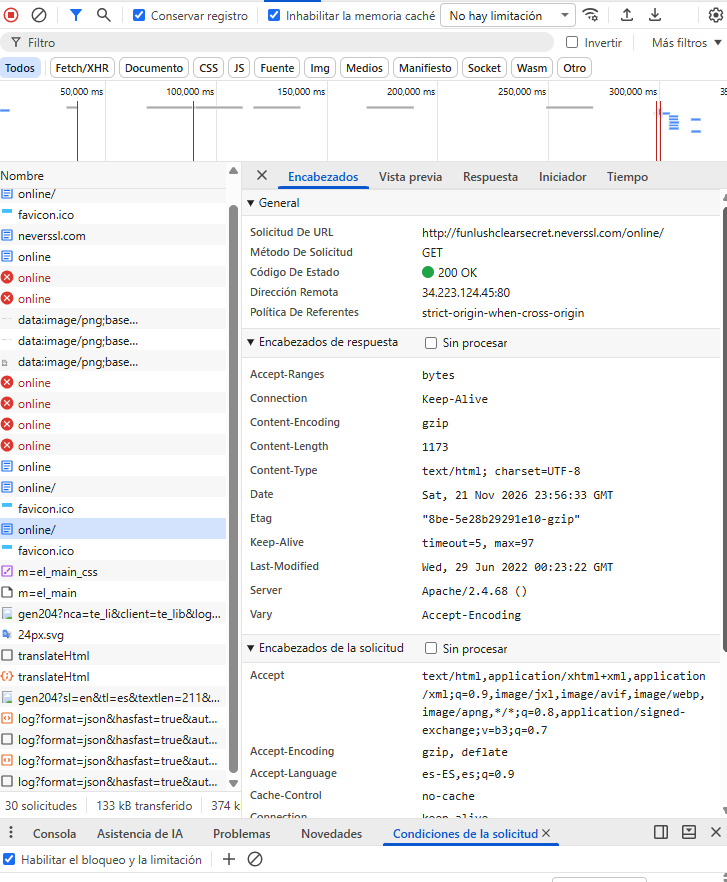 Conservar registro
Inhabilitar la memoria caché
No hay limitación
Filtro
Invertir
Más filtros
Todos
Fetch/XHR
Documento
CSS
JS
Fuente
Img
Medios
Manifiesto
Socket
Wasm
Otro
50,000 ms
100,000 ms
150,000 ms
200,000 ms
250,000 ms
300,000 ms
Nombre
online/
favicon.ico
neverssl.com
online
online
online
data:image/png;base...
data:image/png;base...
data:image/png;base...
online
online
online
online
online
online/
favicon.ico
online/
favicon.ico
m=el_main_css
m=el_main
gen204?nca=te_li&client=te_lib&log...
24px.svg
translateHtml
translateHtml
gen204?sl=en&tl=es&textlen=211&...
log?format=json&hasfast=true&aut...
log?format=json&hasfast=true&aut...
log?format=json&hasfast=true&aut...
log?format=json&hasfast=true&aut...
30 solicitudes
133 kB transferido
374 k
Encabezados
Vista previa
Respuesta
Iniciador
Tiempo
General
Solicitud De URL http://funlushclearsecret.neverssl.com/online/
Método De Solicitud GET
Código De Estado 200 OK
Dirección Remota 34.223.124.45:80
Política De Referentes strict-origin-when-cross-origin
Encabezados de respuesta
Sin procesar
Accept-Ranges bytes
Connection Keep-Alive
Content-Encoding gzip
Content-Length 1173
Content-Type text/html; charset=UTF-8
Date Sat, 21 Nov 2026 23:56:33 GMT
Etag "8be-5e28b29291e10-gzip"
Keep-Alive timeout=5, max=97
Last-Modified Wed, 29 Jun 2022 00:23:22 GMT
Server Apache/2.4.68 ()
Vary Accept-Encoding
Encabezados de la solicitud
Sin procesar
Accept text/html,application/xhtml+xml,application
/xml;q=0.9,image/jxl,image/avif,image/webp,
image/apng,*/*;q=0.8,application/signed-
exchange;v=b3;q=0.7
Accept-Encoding gzip, deflate
Accept-Language es-ES,es;q=0.9
Cache-Control no-cache
Connection keep-alive
Consola
Asistencia de IA
Problemas
Novedades
Condiciones de la solicitud
Habilitar el bloqueo y la limitación